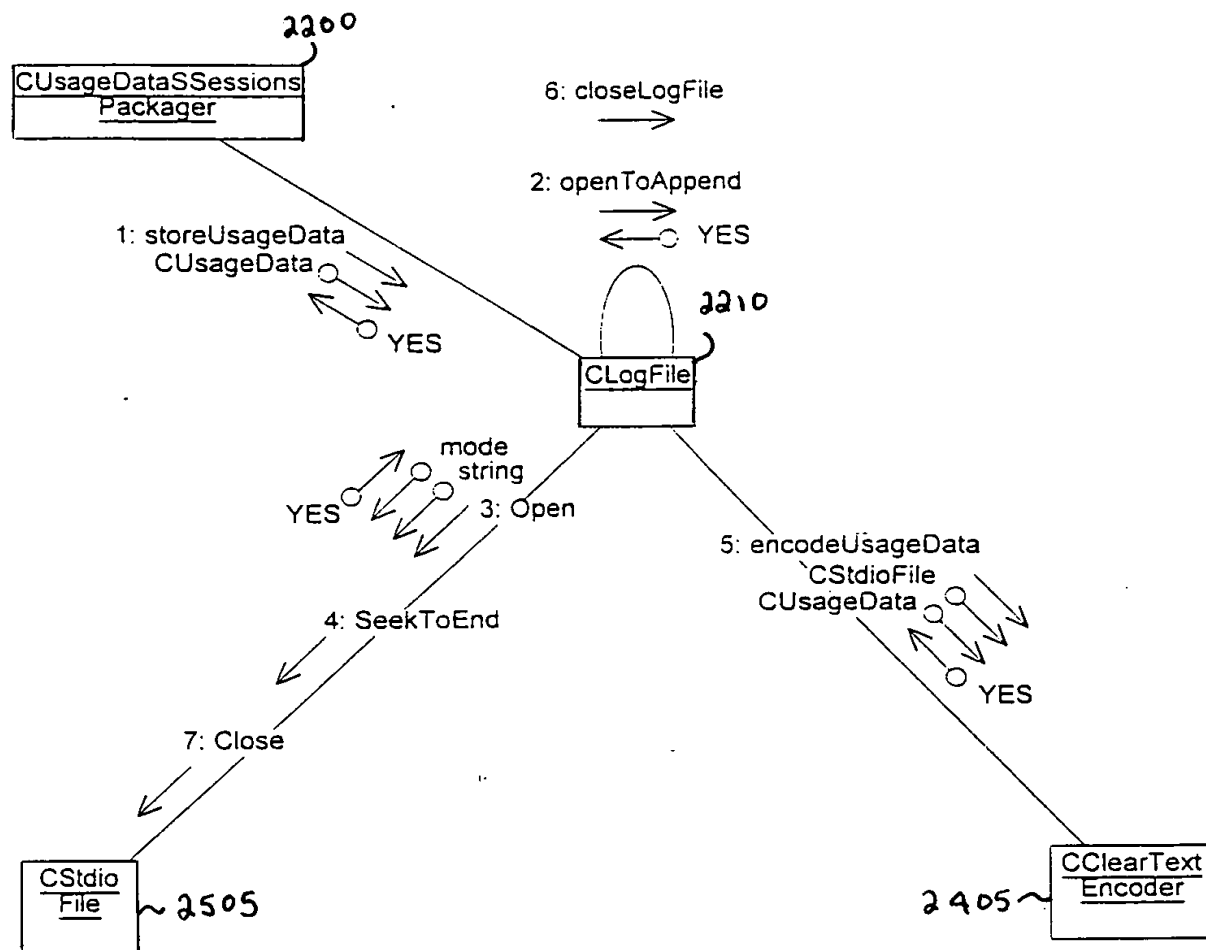 2200
CUsageDataSSessions
Packager
6: closeLogFile
2: openToAppend
YES
1: storeUsageData
CUsageData
YES
2210
CLogFile
mode
string
YES
3: Open
5: encodeUsageData
CStdioFile
CUsageData
YES
4: SeekToEnd
7: Close
CStdio
File
2505
CClearText
Encoder
2405